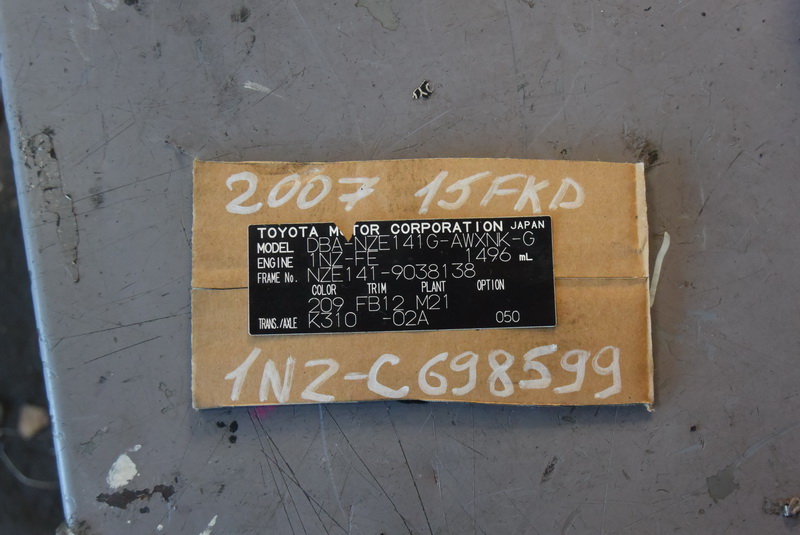 2007 15FKD
TOYOTA MOTOR CORPORATION JAPAN
MODEL DBA-NZE141G-AWXNK-G
ENGINE 1NZ-FE 1496 mL
FRAME No. NZE141-9038138
COLOR TRIM PLANT OPTION
209 FB12 M21
TRANS./AXLE K310 -02A 050
1NZ-C698599